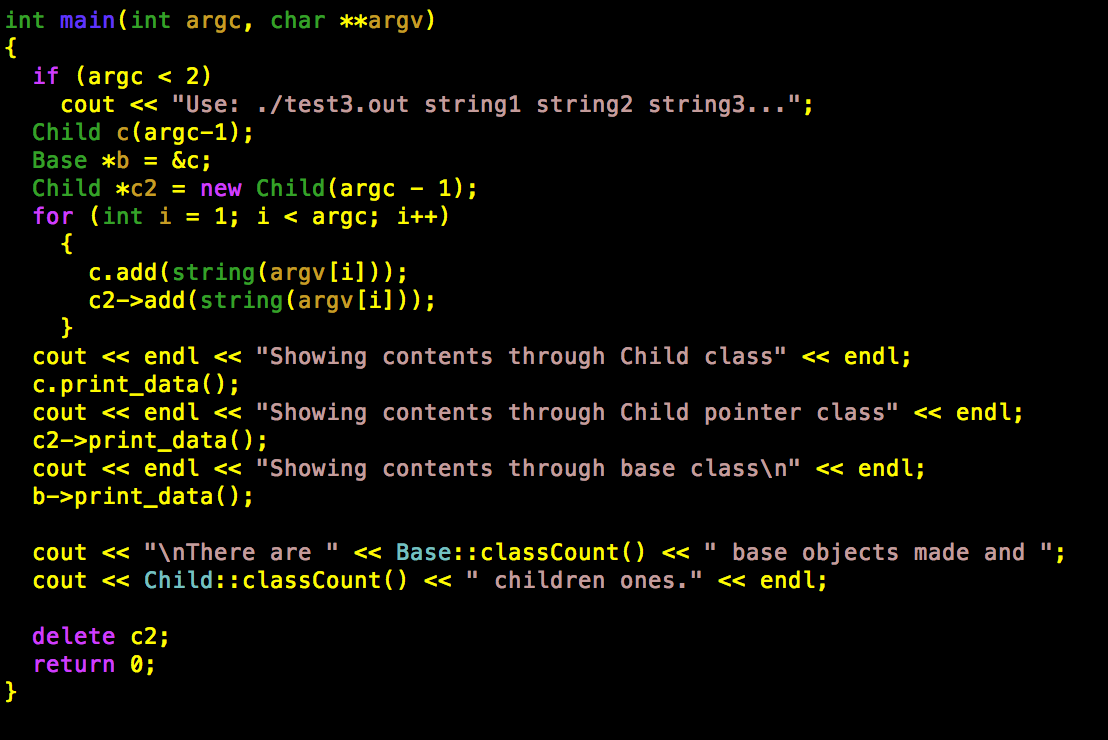 int main(int argc, char **argv)
{
  if (argc < 2)
    cout << "Use: ./test3.out string1 string2 string3...";
  Child c(argc-1);
  Base *b = &c;
  Child *c2 = new Child(argc - 1);
  for (int i = 1; i < argc; i++)
    {
      c.add(string(argv[i]));
      c2->add(string(argv[i]));
    }
  cout << endl << "Showing contents through Child class" << endl;
  c.print_data();
  cout << endl << "Showing contents through Child pointer class" << endl;
  c2->print_data();
  cout << endl << "Showing contents through base class\n" << endl;
  b->print_data();

  cout << "\nThere are " << Base::classCount() << " base objects made and ";
  cout << Child::classCount() << " children ones." << endl;

  delete c2;
  return 0;
}